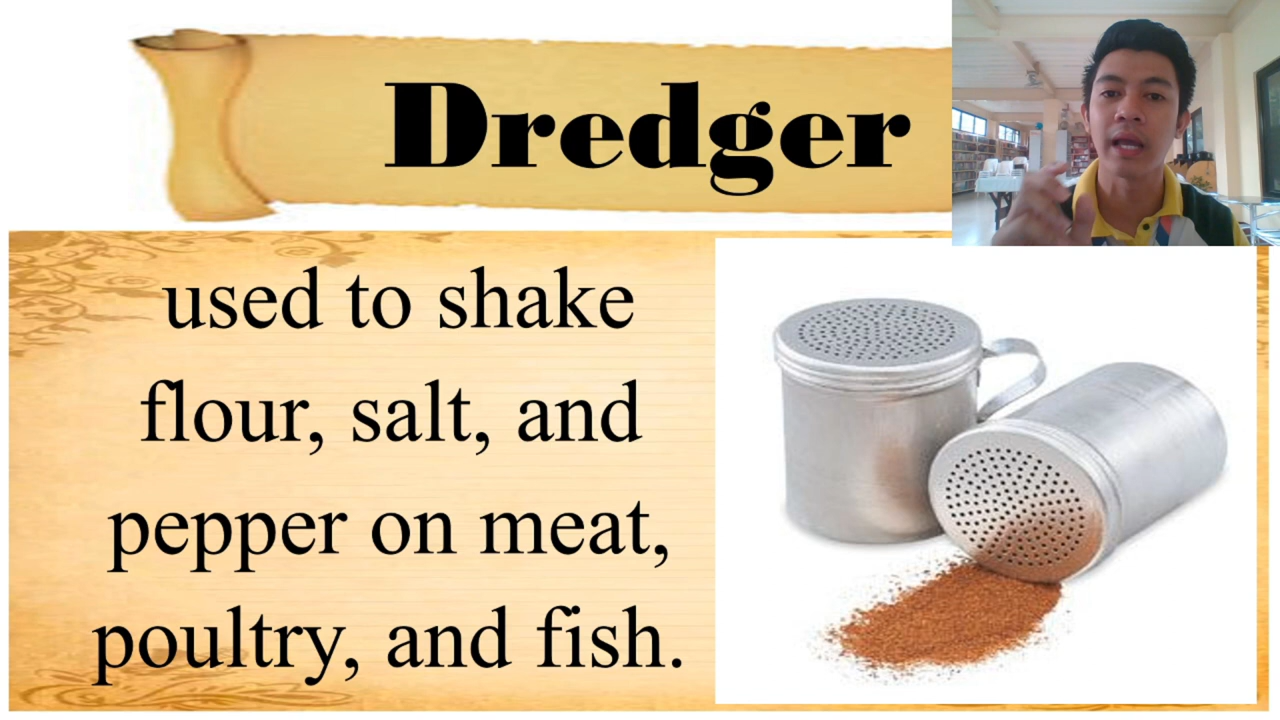 Dredger
used to shake
flour, salt, and
pepper on meat,
poultry, and fish.